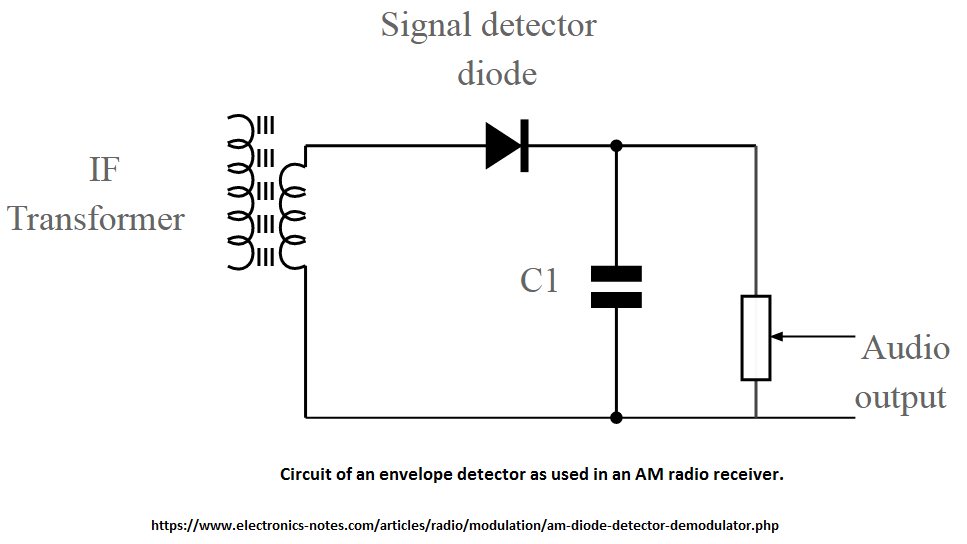 Signal detector
diode
IF
Transformer
C1
Audio
output
Circuit of an envelope detector as used in an AM radio receiver.
https://www.electronics-notes.com/articles/radio/modulation/am-diode-detector-demodulator.php